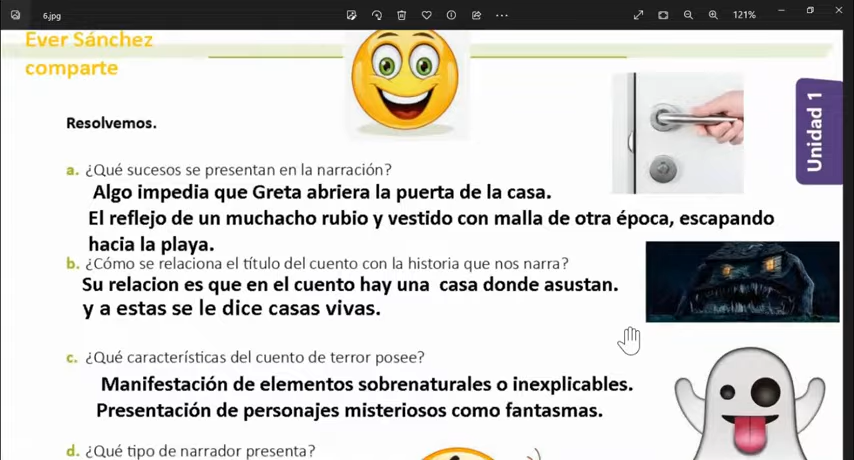 6.jpg
121%
Ever Sánchez
comparte
Unidad 1
Resolvemos.
a. ¿Qué sucesos se presentan en la narración?
Algo impedia que Greta abriera la puerta de la casa.
El reflejo de un muchacho rubio y vestido con malla de otra época, escapando
hacia la playa.
b. ¿Cómo se relaciona el título del cuento con la historia que nos narra?
Su relacion es que en el cuento hay una casa donde asustan.
y a estas se le dice casas vivas.
c. ¿Qué características del cuento de terror posee?
Manifestación de elementos sobrenaturales o inexplicables.
Presentación de personajes misteriosos como fantasmas.
d. ¿Qué tipo de narrador presenta?